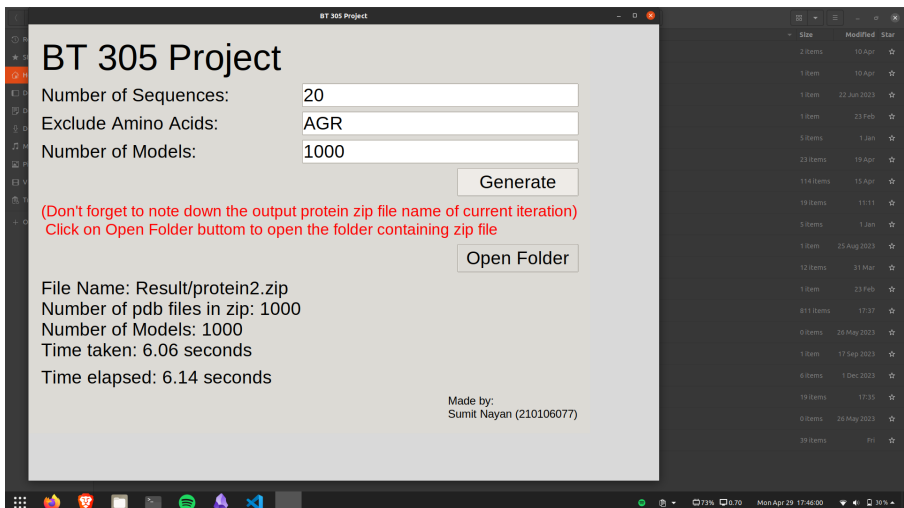 BT 305 Project
Size Modified Star
BT 305 Project
Number of Sequences: 20
Exclude Amino Acids: AGR
Number of Models: 1000
Generate
(Don't forget to note down the output protein zip file name of current iteration)
Click on Open Folder buttom to open the folder containing zip file
Open Folder
File Name: Result/protein2.zip
Number of pdb files in zip: 1000
Number of Models: 1000
Time taken: 6.06 seconds
Time elapsed: 6.14 seconds
Made by:
Sumit Nayan (210106077)
2 items 10 Apr
1 item 10 Apr
1 item 22 Jun 2023
1 item 23 Feb
5 items 1 Jan
23 items 19 Apr
114 items 15 Apr
19 items 11:11
5 items 1 Jan
1 item 25 Aug 2023
12 items 31 Mar
1 item 23 Feb
811 items 17:37
0 items 26 May 2023
1 item 17 Sep 2023
6 items 1 Dec 2023
19 items 17:35
0 items 26 May 2023
39 items Fri
73% 0.70 Mon Apr 29 17:46:00 30%